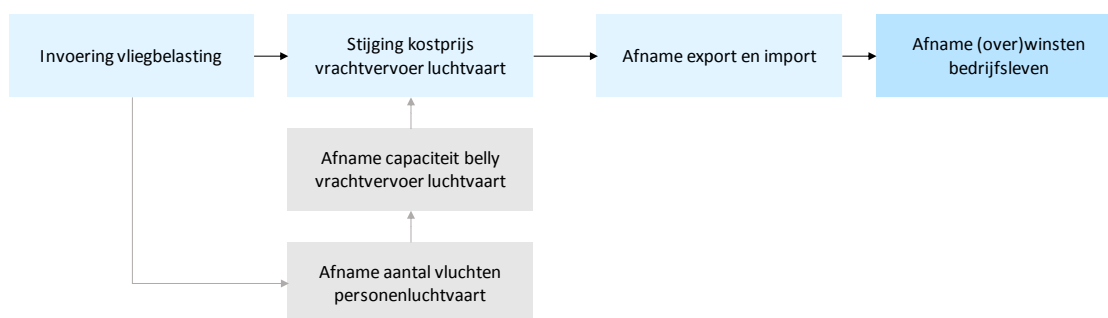 Invoering vliegbelasting
Stijging kostprijs
vrachtvervoer luchtvaart
Afname export en import
Afname (over)winsten
bedrijfsleven
Afname capaciteit belly
vrachtvervoer luchtvaart
Afname aantal vluchten
personenluchtvaart